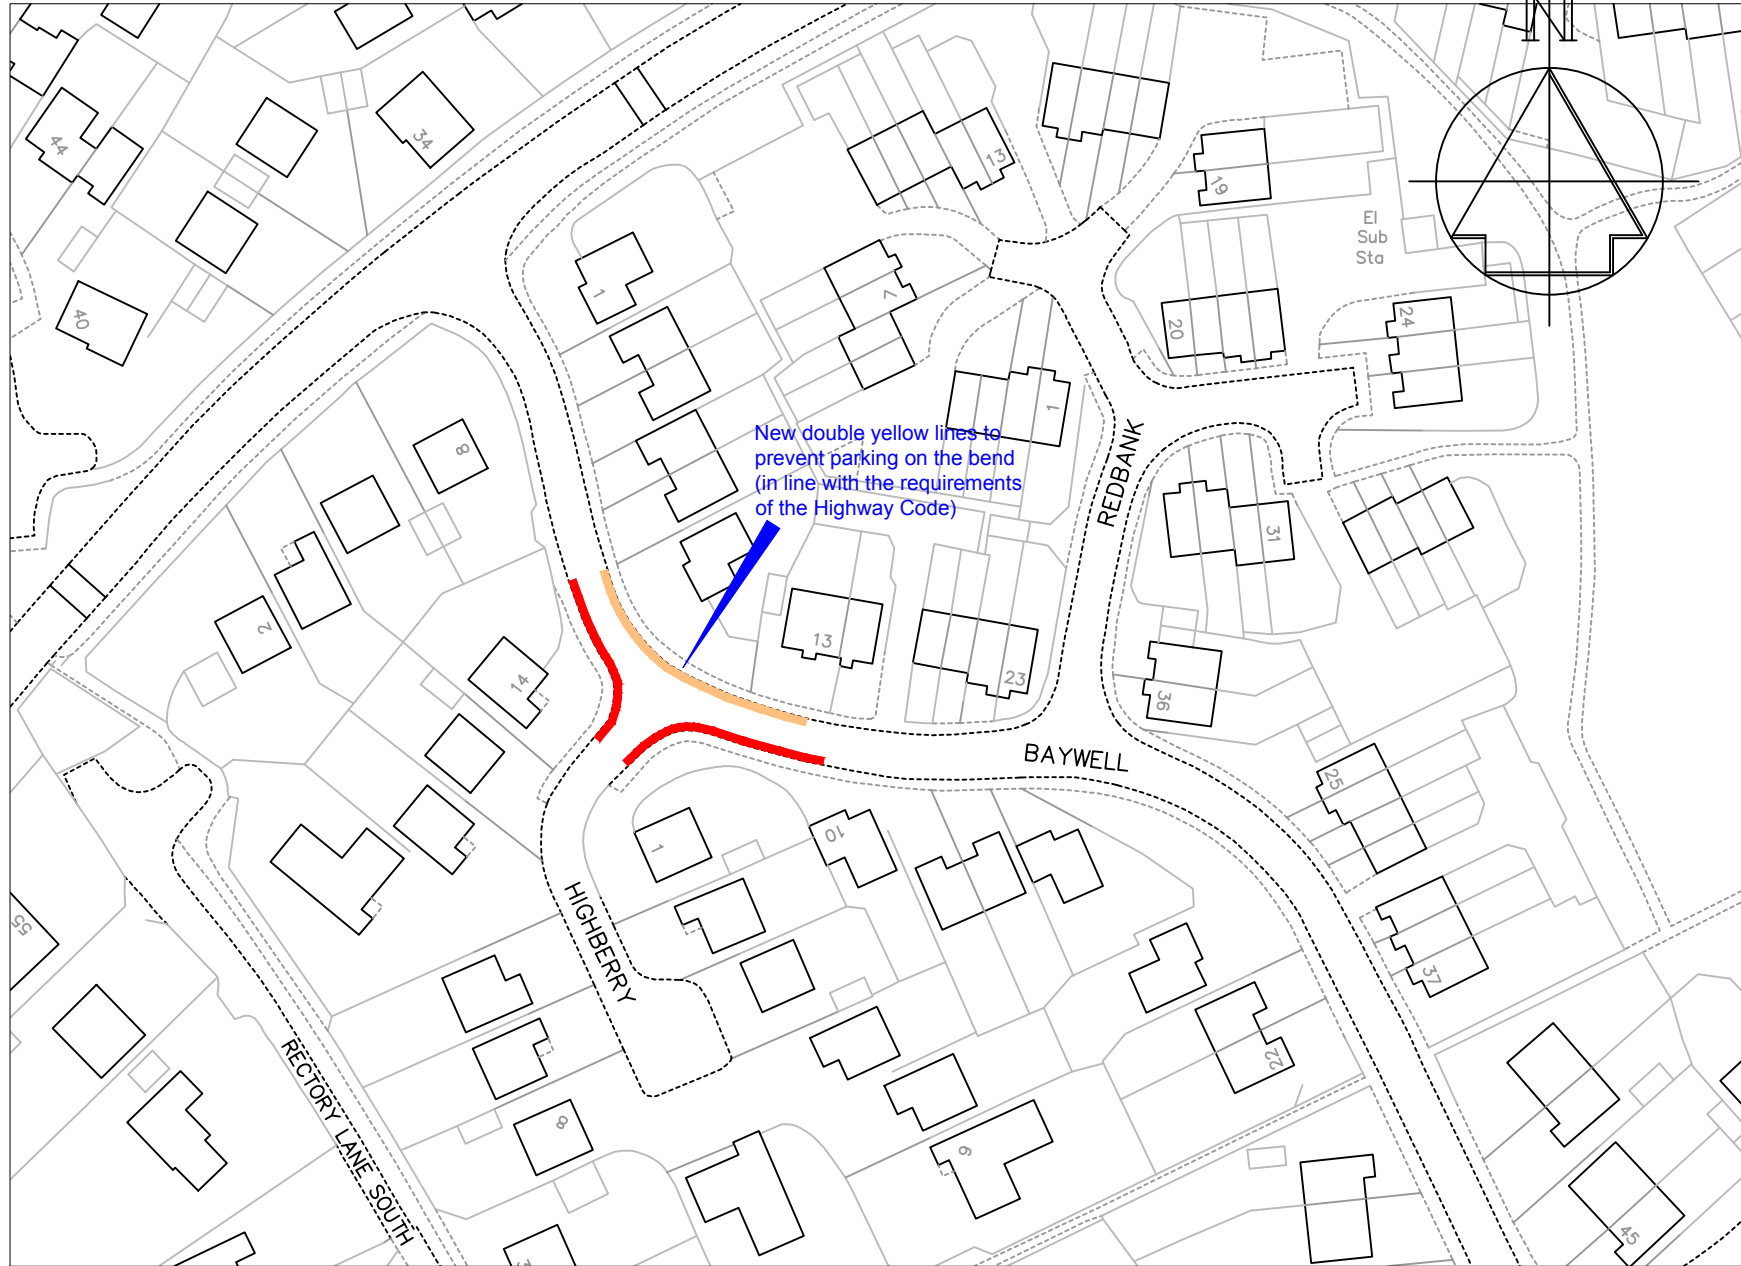 N
44
34
13
19
El
Sub
Sta
40
1
7
20
24
1
8
New double yellow lines to
prevent parking on the bend
(in line with the requirements
of the Highway Code)
REDBANK
31
2
13
14
23
36
BAYWELL
25
1
10
HIGHBERRY
55
37
RECTORY LANE SOUTH
22
8
9
45